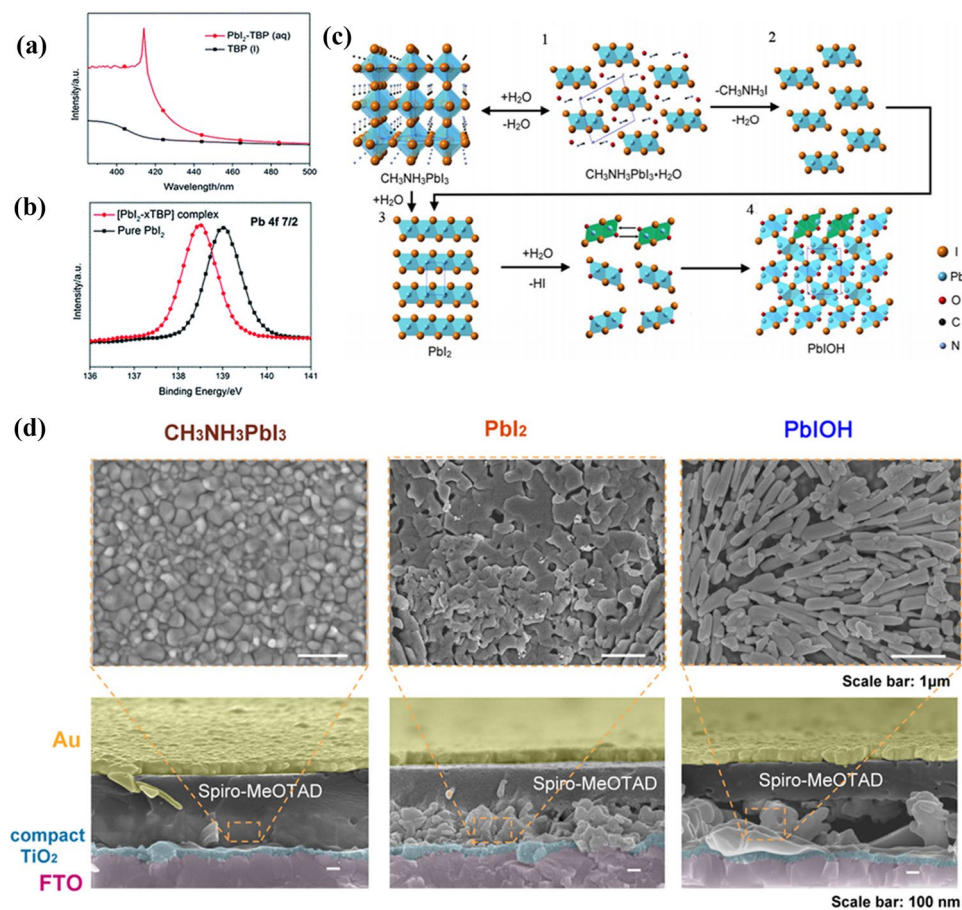 (a)
Intensity/a.u.
PbI2-TBP (aq)
TBP (l)
400 420 440 460 480 500
Wavelength/nm
(b)
Intensity/a.u.
[PbI2-xTBP] complex
Pure PbI2
Pb 4f 7/2
136 137 138 139 140 141
Binding Energy/eV
(c)
1
2
+H2O
-H2O
-CH3NH3I
-H2O
CH3NH3PbI3
CH3NH3PbI3•H2O
+H2O
3
4
+H2O
-HI
PbI2
PbIOH
I
Pb
O
C
N
(d)
CH3NH3PbI3
PbI2
PbIOH
Scale bar: 1μm
Au
Spiro-MeOTAD
Spiro-MeOTAD
Spiro-MeOTAD
compact
TiO2
FTO
Scale bar: 100 nm